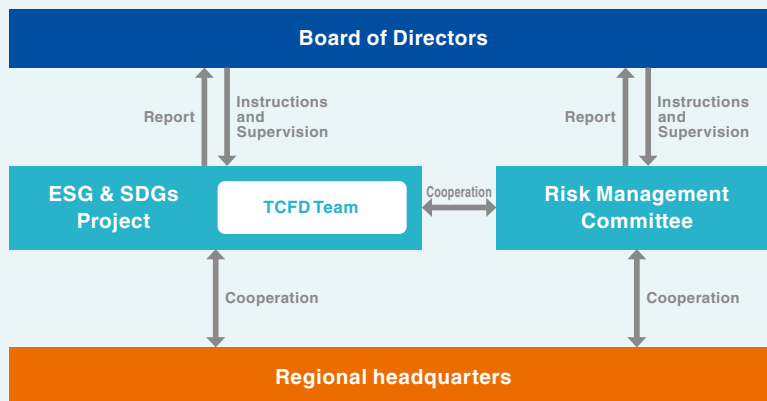 Board of Directors
Report
Instructions
and
Supervision
Report
Instructions
and
Supervision
ESG & SDGs
Project
TCFD Team
Cooperation
Risk Management
Committee
Cooperation
Cooperation
Regional headquarters